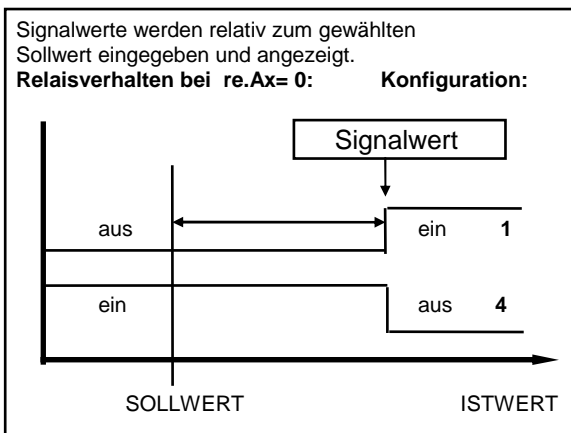 Signalwerte werden relativ zum gewählten
Sollwert eingegeben und angezeigt.
Relaisverhalten bei re.Ax= 0: Konfiguration:
Signalwert
aus ein 1
ein aus 4
SOLLWERT ISTWERT